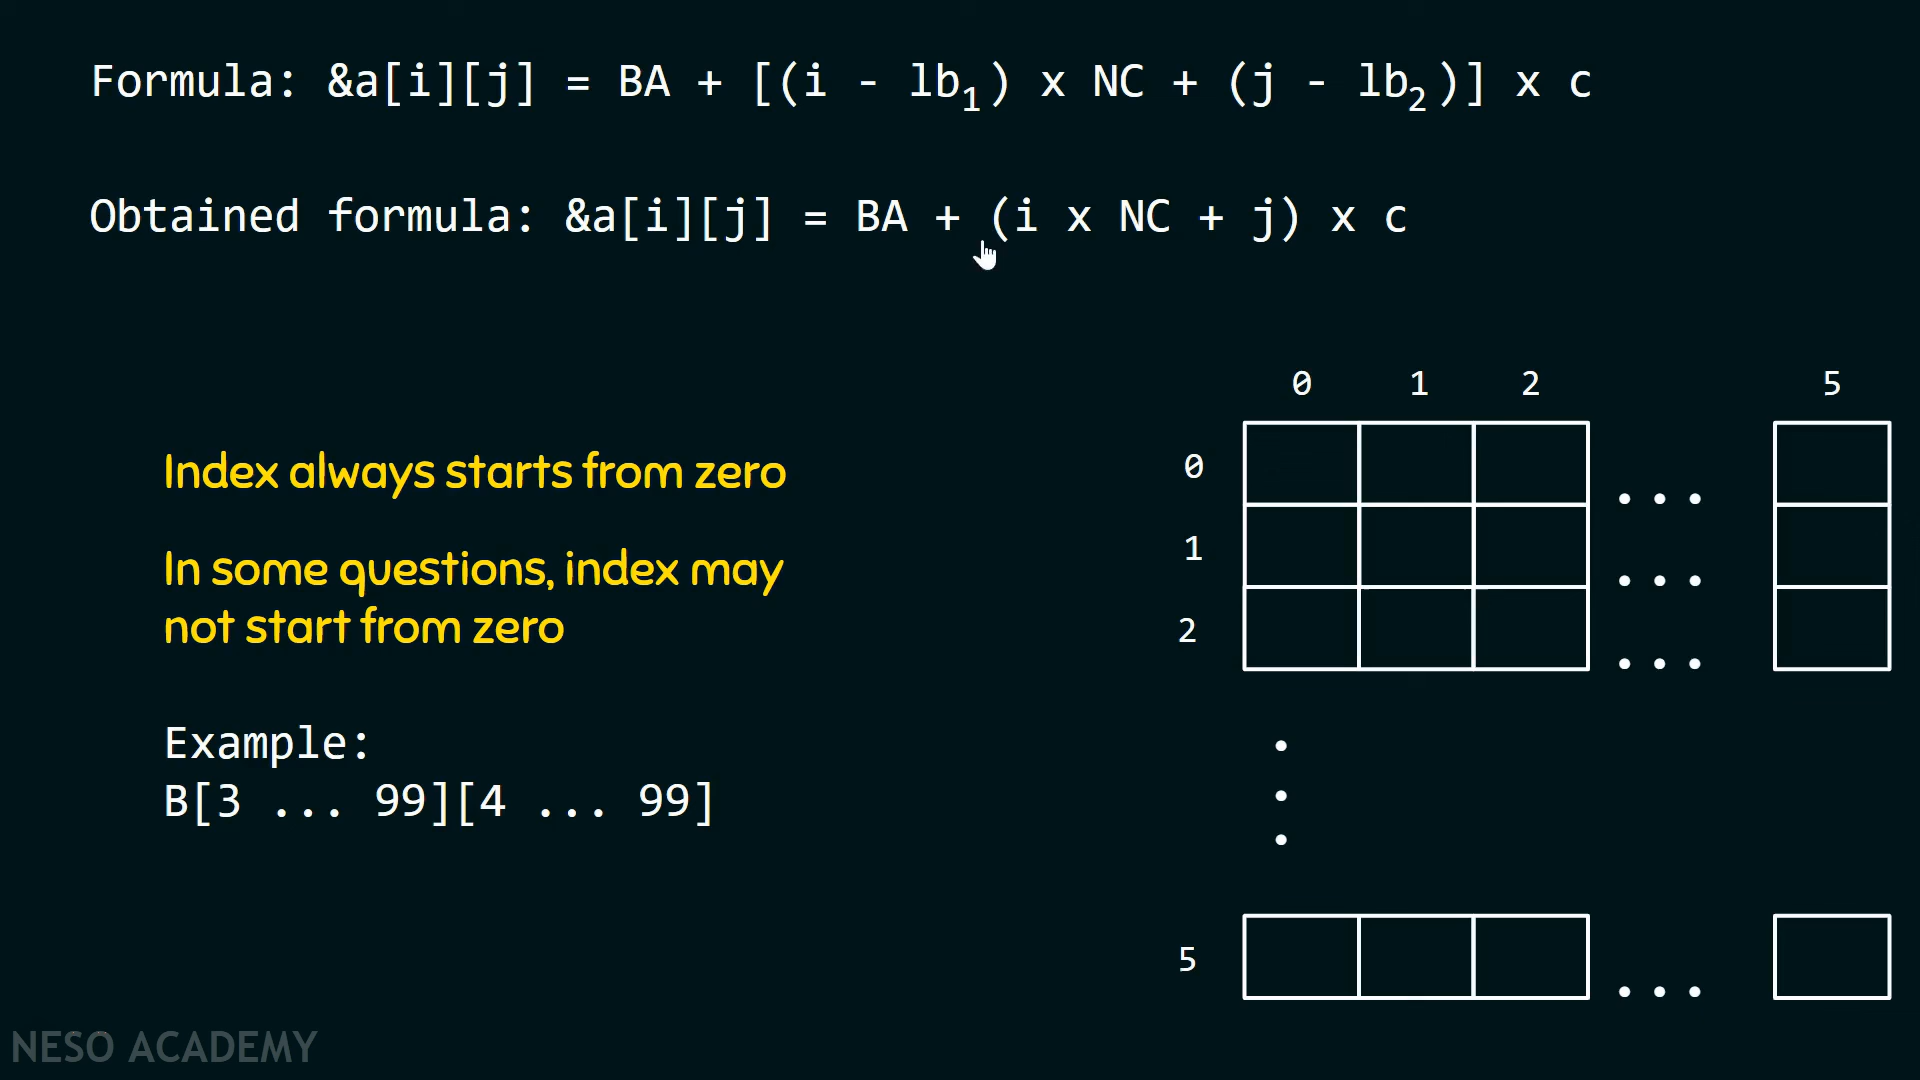 Formula: &a[i][j] = BA + [(i - lb₁) x NC + (j - lb₂)] x c
Obtained formula: &a[i][j] = BA + (i x NC + j) x c
Index always starts from zero
In some questions, index may
not start from zero
Example:
B[3 ... 99][4 ... 99]
0 1 2 5
0 ...
1 ...
2 ...
5 ...
NESO ACADEMY